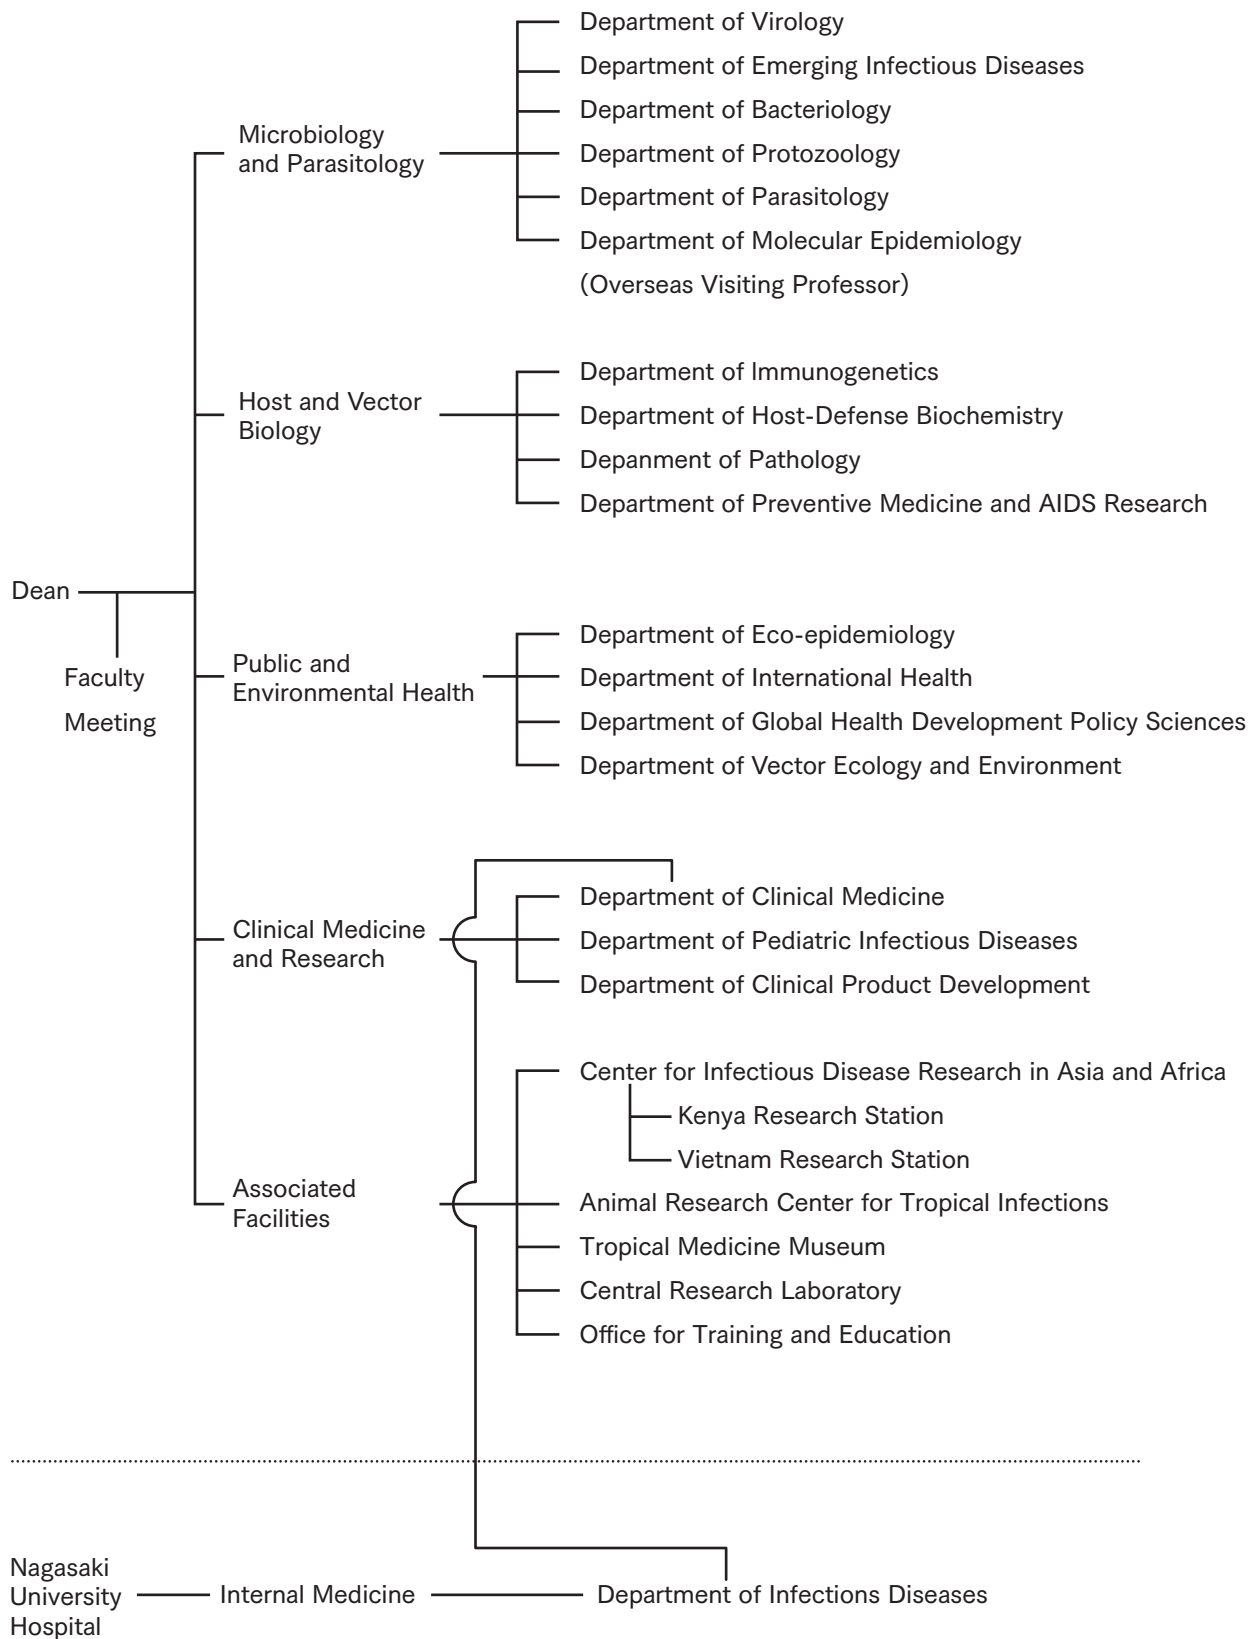 Department of Virology
Department of Emerging Infectious Diseases
Department of Bacteriology
Microbiology
and Parasitology
Department of Protozoology
Department of Parasitology
Department of Molecular Epidemiology
(Overseas Visiting Professor)
Department of Immunogenetics
Host and Vector
Biology
Department of Host-Defense Biochemistry
Depanment of Pathology
Department of Preventive Medicine and AIDS Research
Dean
Faculty
Meeting
Public and
Environmental Health
Department of Eco-epidemiology
Department of International Health
Department of Global Health Development Policy Sciences
Department of Vector Ecology and Environment
Clinical Medicine
and Research
Department of Clinical Medicine
Department of Pediatric Infectious Diseases
Department of Clinical Product Development
Associated
Facilities
Center for Infectious Disease Research in Asia and Africa
Kenya Research Station
Vietnam Research Station
Animal Research Center for Tropical Infections
Tropical Medicine Museum
Central Research Laboratory
Office for Training and Education
Nagasaki
University
Hospital
Internal Medicine
Department of Infections Diseases